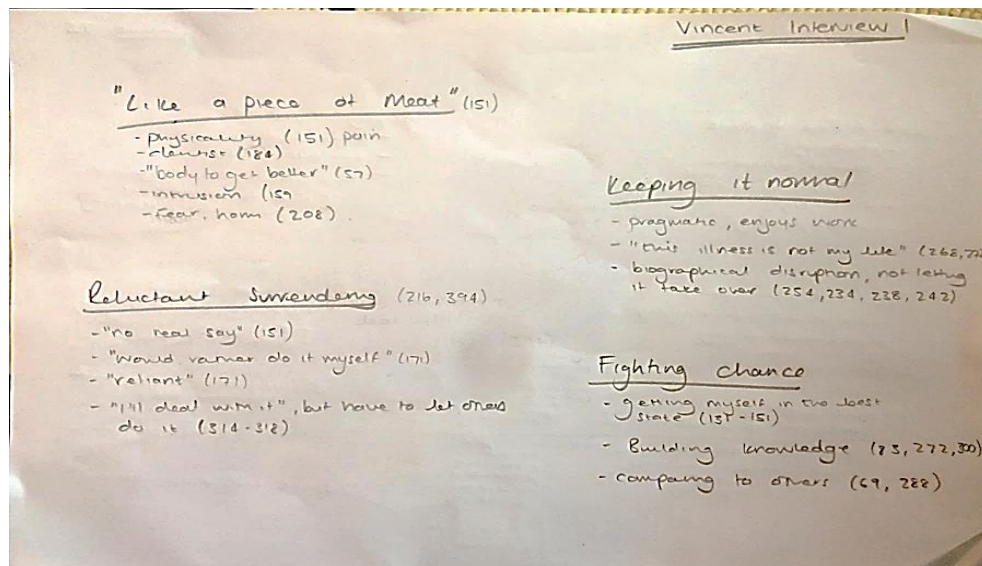 Vincent Interview 1
"Like a piece of meat" (151)
- physicality (151) pain
- dentist (184)
- "body to get better" (57)
- intrusion (159
- fear, harm (208)
Reluctant Surrendering (216, 394)
- "no real say" (151)
- "Would rather do it myself" (171)
- "reliant" (171)
- "I'll deal with it", but have to let others
do it (314-318)
Keeping it normal
- pragmatic, enjoys work
- "this illness is not my life" (268,
- biographical disruption, not letting
it take over (254, 234, 238, 242)
Fighting chance
- getting myself in the best
state (131-151)
- Building knowledge (83, 272, 300)
- comparing to others (69, 288)